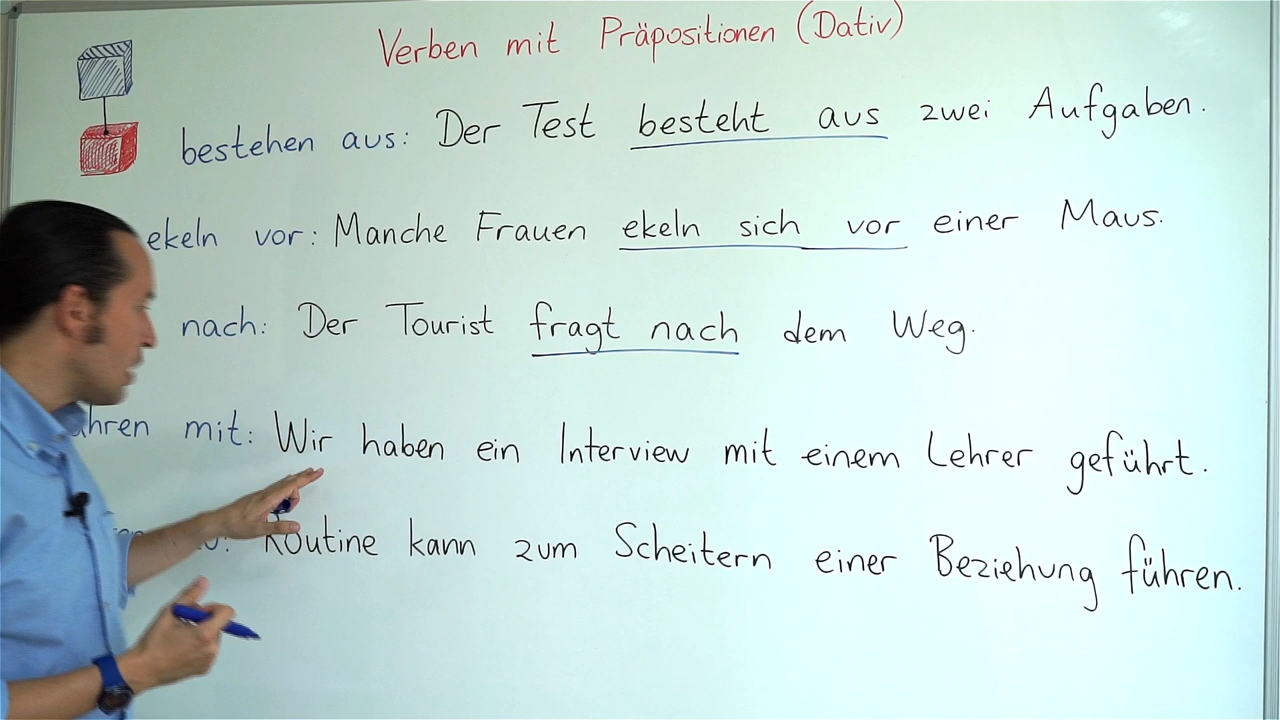 Verben mit Präpositionen (Dativ)
bestehen aus: Der Test besteht aus zwei Aufgaben.
ekeln vor: Manche Frauen ekeln sich vor einer Maus.
nach: Der Tourist fragt nach dem Weg.
mit: Wir haben ein Interview mit einem Lehrer geführt.
Routine kann zum Scheitern einer Beziehung führen.